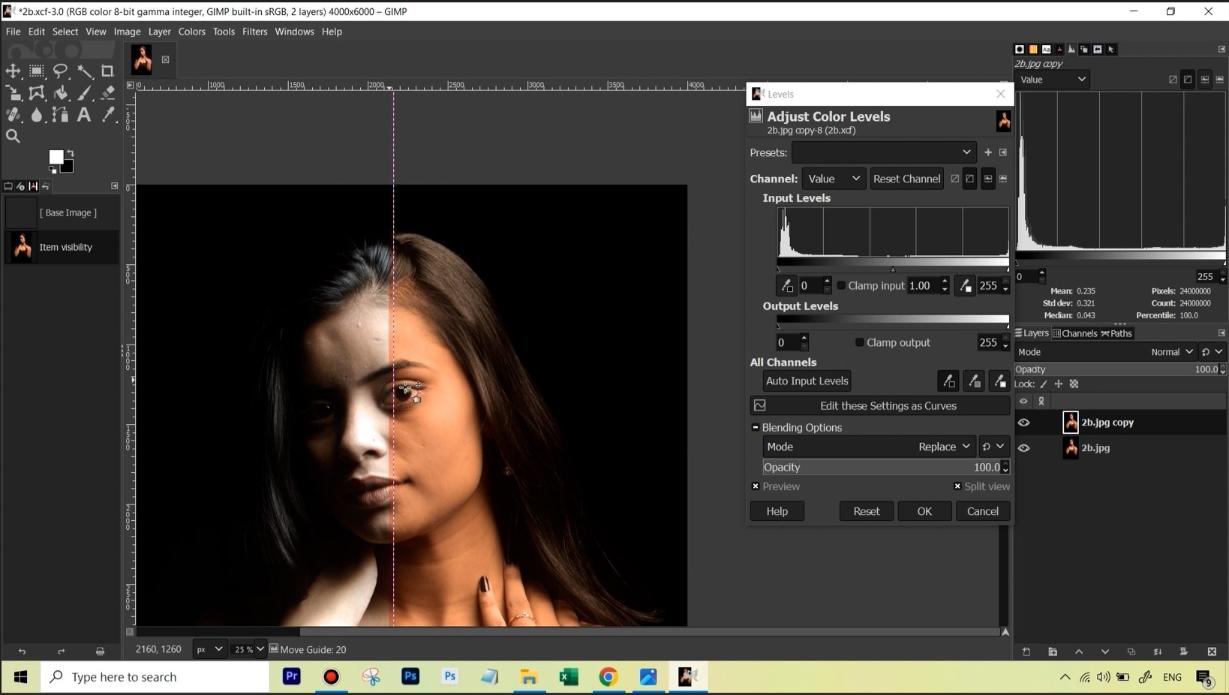 *2b.xcf-3.0 (RGB color 8-bit gamma integer, GIMP built-in sRGB, 2 layers) 4000x6000 – GIMP
File Edit Select View Image Layer Colors Tools Filters Windows Help
2b.jpg copy
Value
1000 1500 2000 2500 3000 3500 4000
Levels
Adjust Color Levels
2b.jpg copy-8 (2b.xcf)
Presets:
Channel: Value Reset Channel
Input Levels
[ Base Image ]
Item visibility
0 Clamp input 1.00 255
0 255
Mean: 0.235 Pixels: 24000000
Std dev: 0.321 Count: 24000000
Median: 0.043 Percentile: 100.0
Output Levels
0 Clamp output 255
Layers Channels Paths
Mode Normal
Opacity 100.0
Lock:
All Channels
Auto Input Levels
Edit these Settings as Curves
Blending Options
Mode Replace
Opacity 100.0
Preview Split view
Help Reset OK Cancel
2b.jpg copy
2b.jpg
2160, 1260 px 25 % Move Guide: 20
Type here to search
Pr Ps Ps
ENG
9